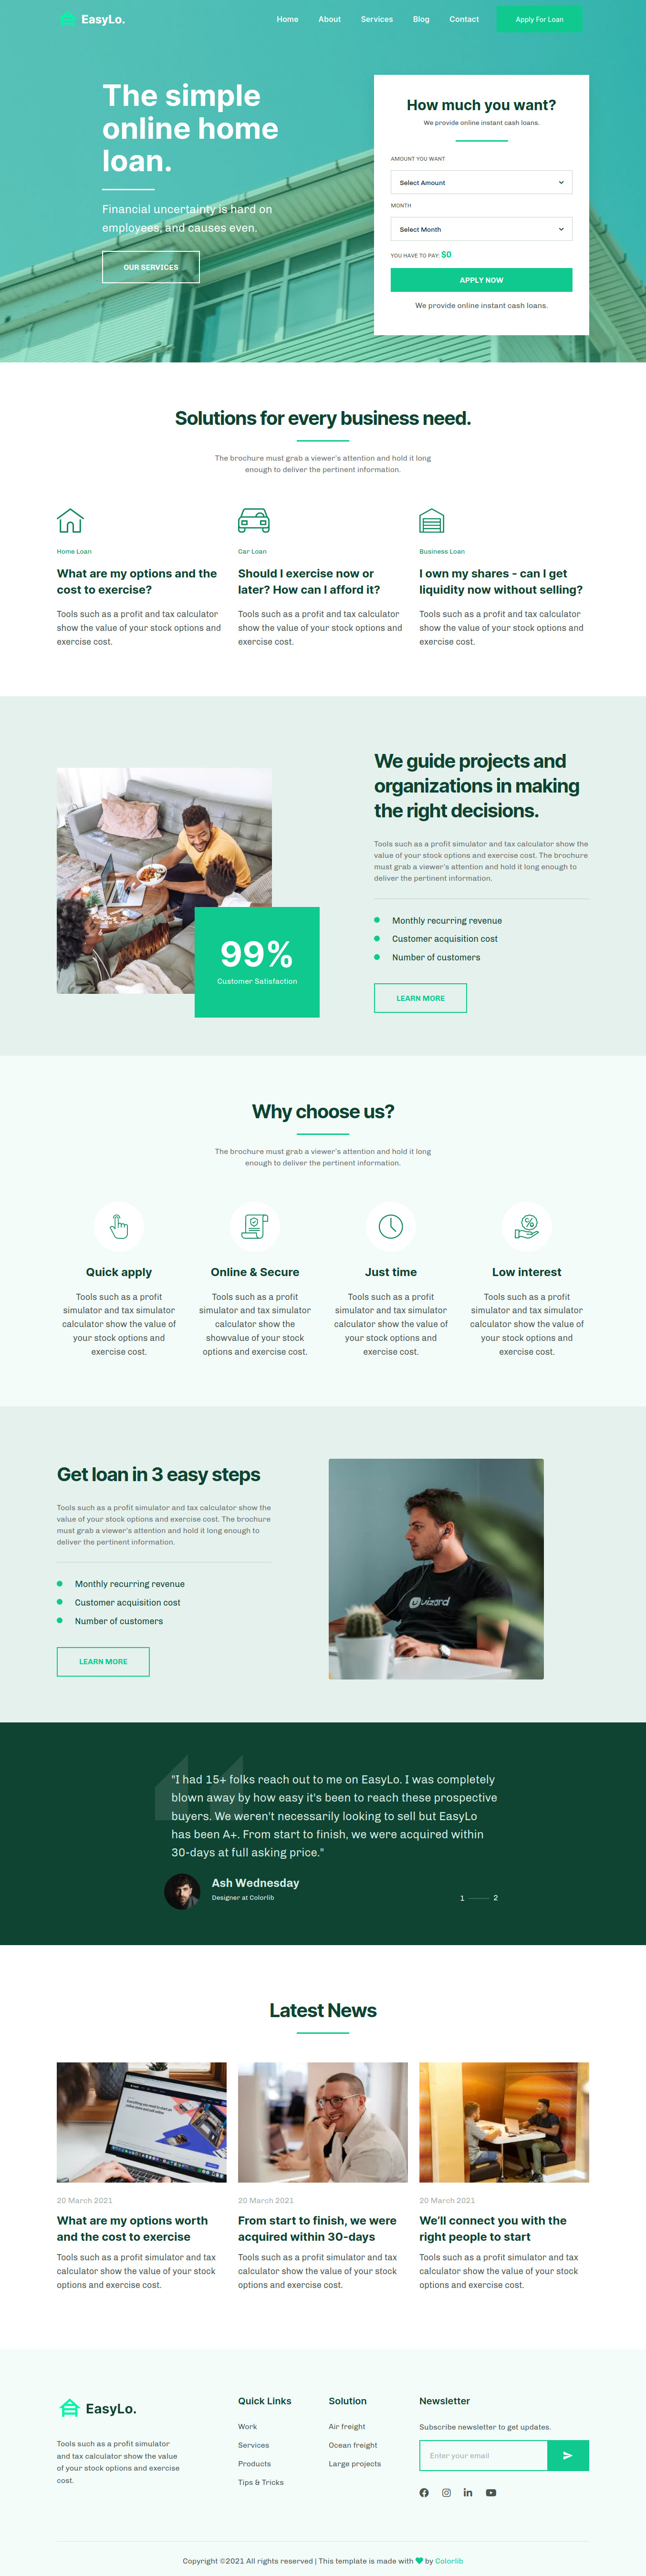 EasyLo.
Home
About
Services
Blog
Contact
Apply For Loan
The simple
online home
loan.
Financial uncertainty is hard on
employees, and causes even.
OUR SERVICES
How much you want?
We provide online instant cash loans.
AMOUNT YOU WANT
Select Amount
MONTH
Select Month
YOU HAVE TO PAY: $0
APPLY NOW
We provide online instant cash loans.
Solutions for every business need.
The brochure must grab a viewer's attention and hold it long
enough to deliver the pertinent information.
Home Loan
What are my options and the
cost to exercise?
Tools such as a profit and tax calculator
show the value of your stock options and
exercise cost.
Car Loan
Should I exercise now or
later? How can I afford it?
Tools such as a profit and tax calculator
show the value of your stock options and
exercise cost.
Business Loan
I own my shares - can I get
liquidity now without selling?
Tools such as a profit and tax calculator
show the value of your stock options and
exercise cost.
99%
Customer Satisfaction
We guide projects and
organizations in making
the right decisions.
Tools such as a profit simulator and tax calculator show the
value of your stock options and exercise cost. The brochure
must grab a viewer's attention and hold it long enough to
deliver the pertinent information.
Monthly recurring revenue
Customer acquisition cost
Number of customers
LEARN MORE
Why choose us?
The brochure must grab a viewer's attention and hold it long
enough to deliver the pertinent information.
Quick apply
Tools such as a profit
simulator and tax simulator
calculator show the value of
your stock options and
exercise cost.
Online & Secure
Tools such as a profit
simulator and tax simulator
calculator show the
showvalue of your stock
options and exercise cost.
Just time
Tools such as a profit
simulator and tax simulator
calculator show the value of
your stock options and
exercise cost.
Low interest
Tools such as a profit
simulator and tax simulator
calculator show the value of
your stock options and
exercise cost.
Get loan in 3 easy steps
Tools such as a profit simulator and tax calculator show the
value of your stock options and exercise cost. The brochure
must grab a viewer's attention and hold it long enough to
deliver the pertinent information.
Monthly recurring revenue
Customer acquisition cost
Number of customers
LEARN MORE
uizard
"I had 15+ folks reach out to me on EasyLo. I was completely
blown away by how easy it's been to reach these prospective
buyers. We weren't necessarily looking to sell but EasyLo
has been A+. From start to finish, we were acquired within
30-days at full asking price."
Ash Wednesday
Designer at Colorlib
1
2
Latest News
20 March 2021
What are my options worth
and the cost to exercise
Tools such as a profit simulator and tax
calculator show the value of your stock
options and exercise cost.
20 March 2021
From start to finish, we were
acquired within 30-days
Tools such as a profit simulator and tax
calculator show the value of your stock
options and exercise cost.
20 March 2021
We'll connect you with the
right people to start
Tools such as a profit simulator and tax
calculator show the value of your stock
options and exercise cost.
EasyLo.
Tools such as a profit simulator
and tax calculator show the value
of your stock options and exercise
cost.
Quick Links
Work
Services
Products
Tips & Tricks
Solution
Air freight
Ocean freight
Large projects
Newsletter
Subscribe newsletter to get updates.
Enter your email
Copyright ©2021 All rights reserved | This template is made with by Colorlib